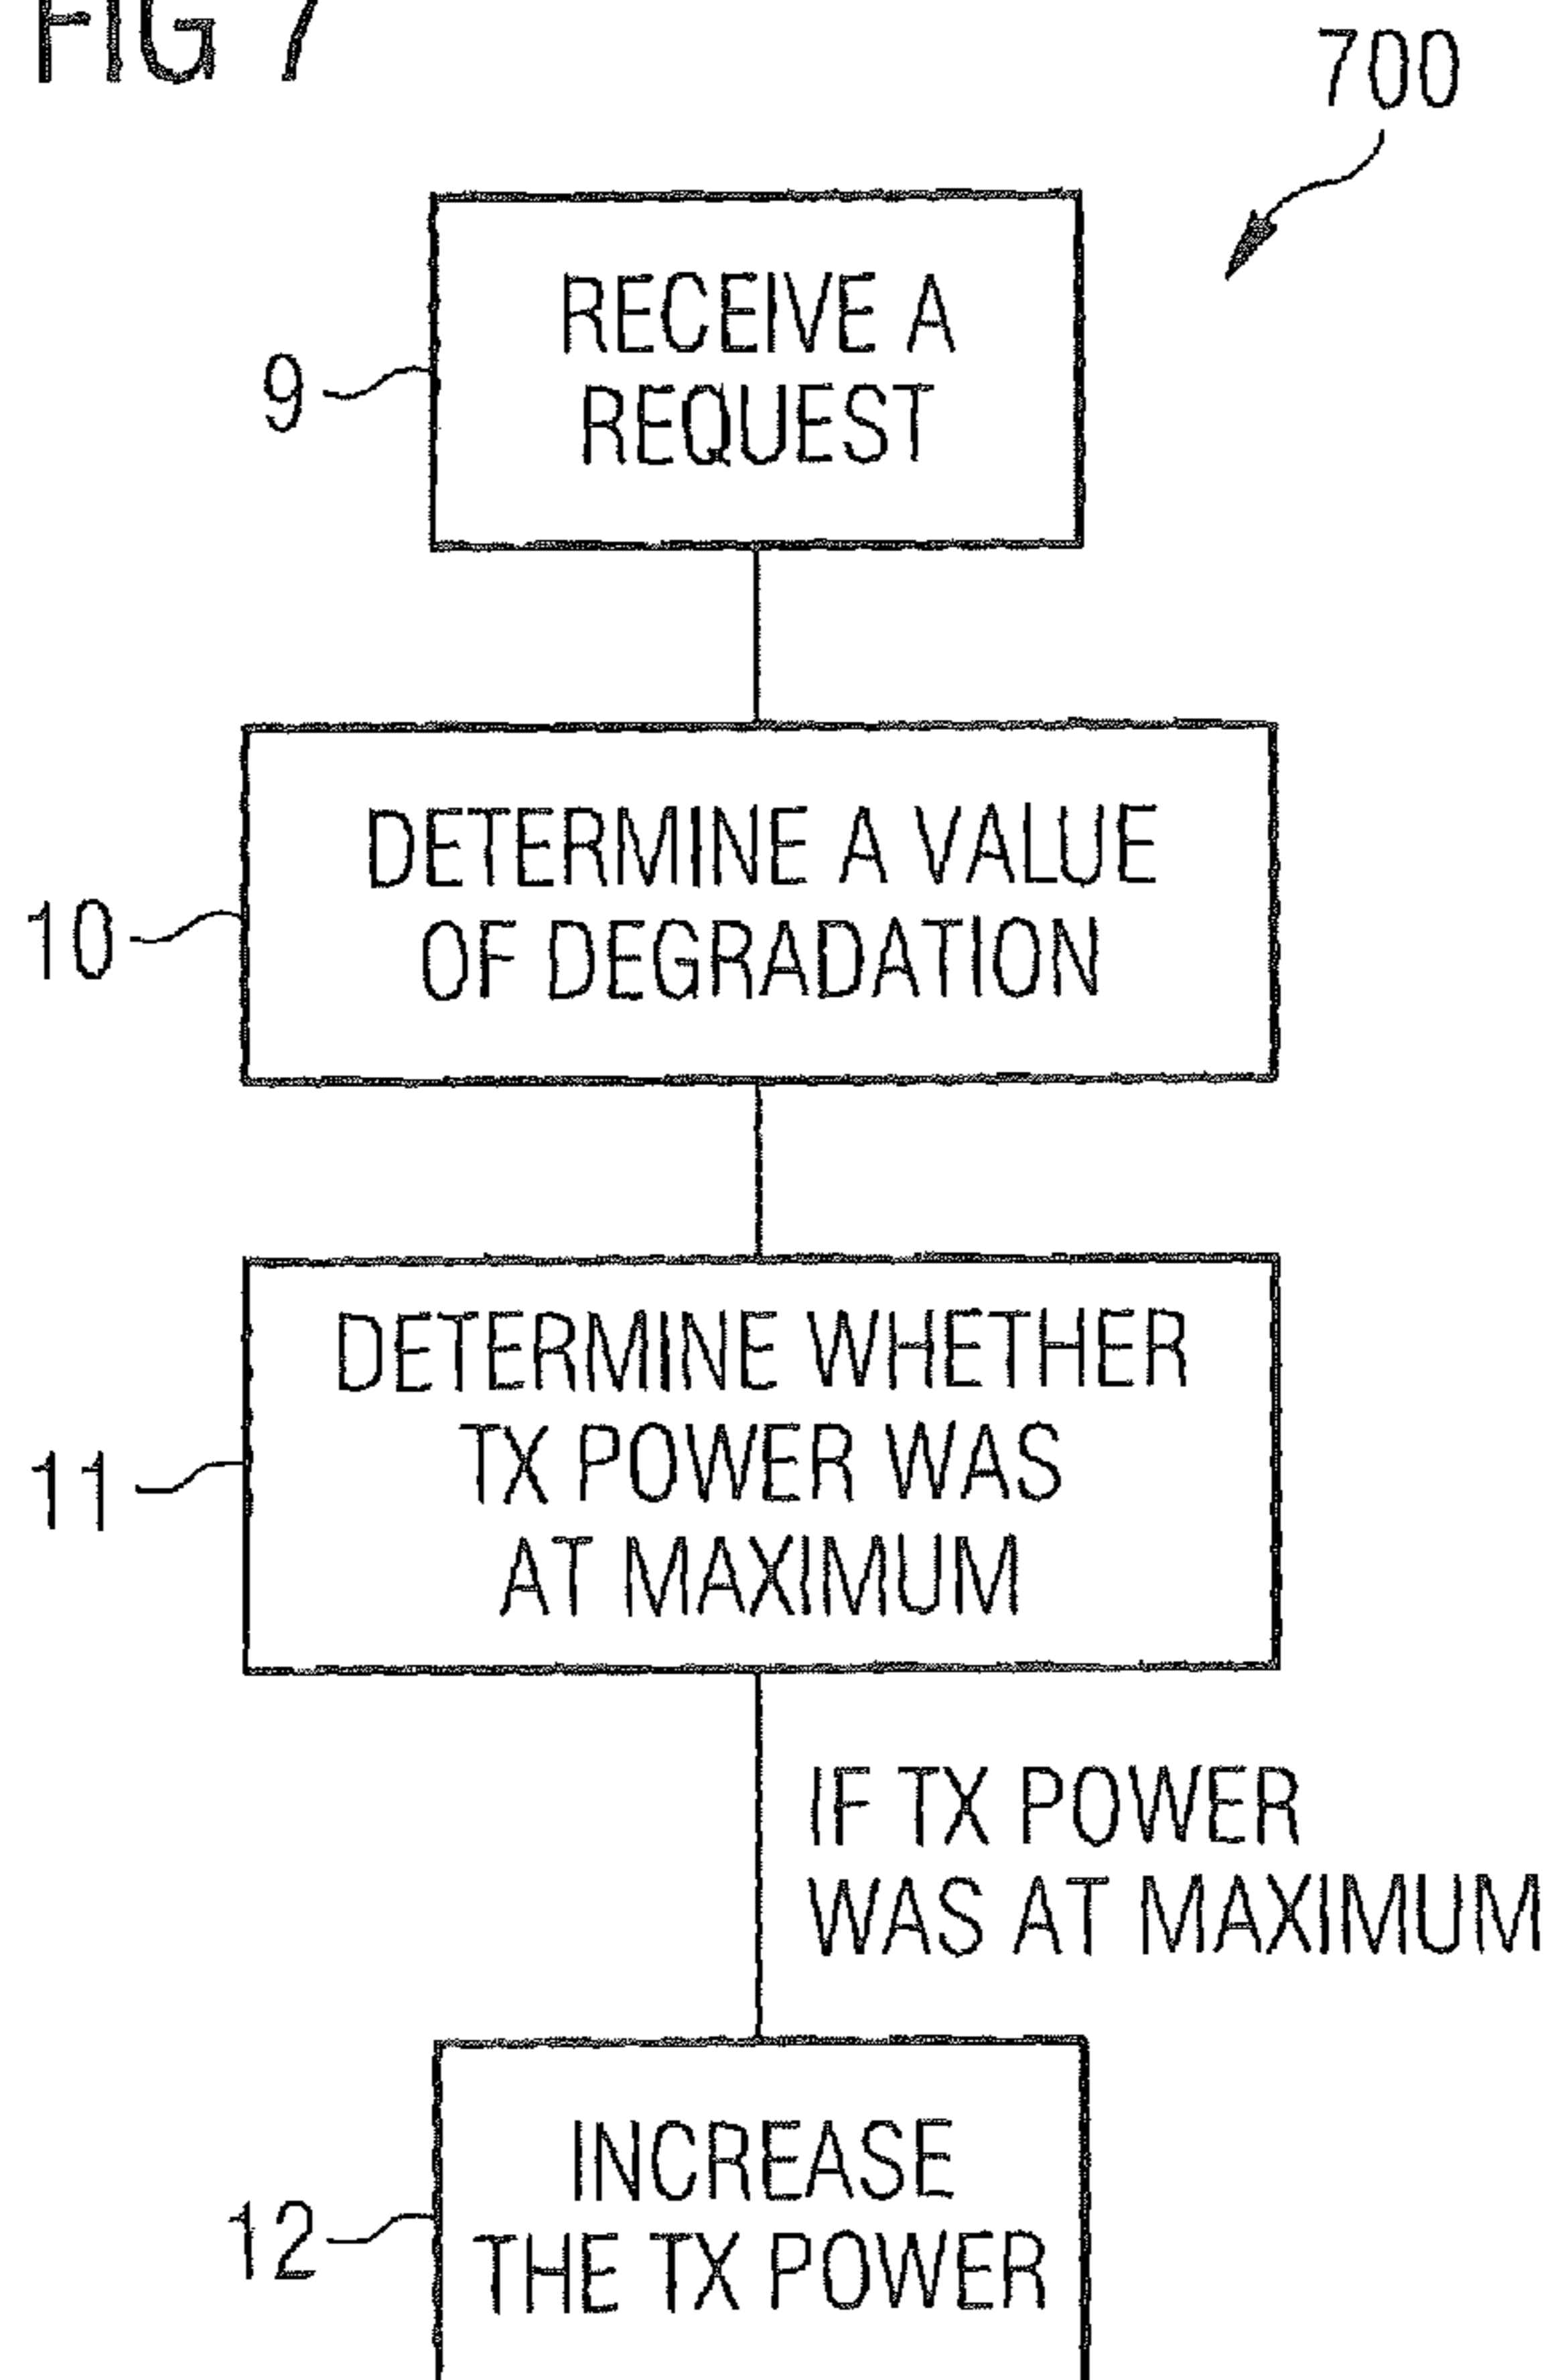 FIG 7
700
RECEIVE A
REQUEST
9
DETERMINE A VALUE
OF DEGRADATION
10
DETERMINE WHETHER
TX POWER WAS
AT MAXIMUM
11
IF TX POWER
WAS AT MAXIMUM
INCREASE
THE TX POWER
12